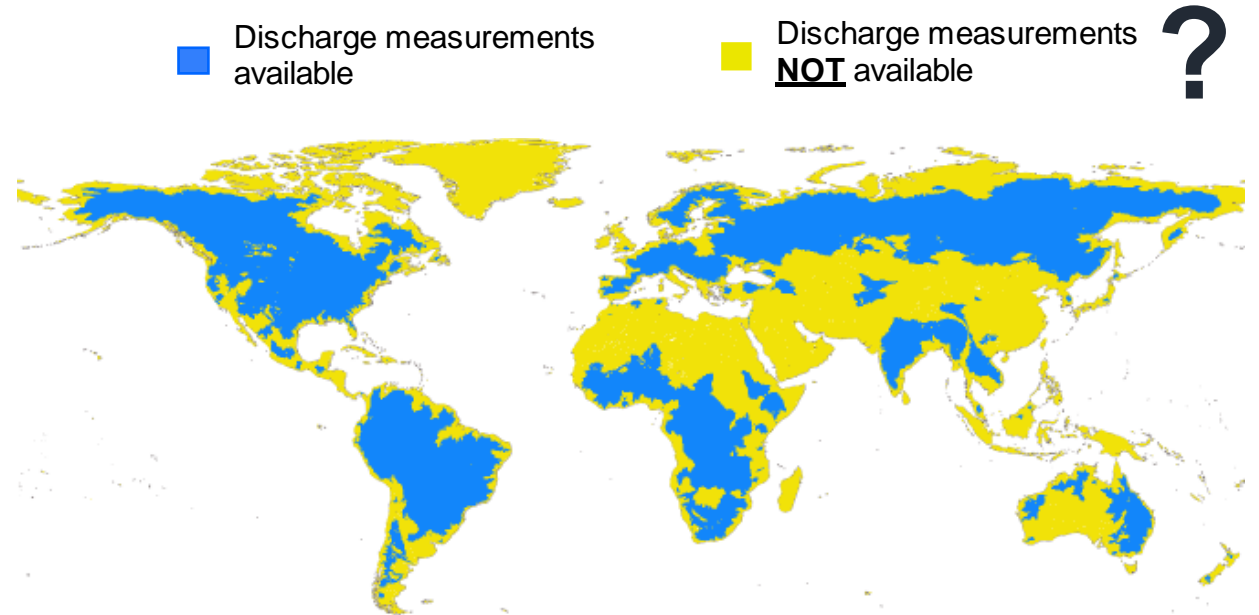 Discharge measurements
available
Discharge measurements
NOT available
?